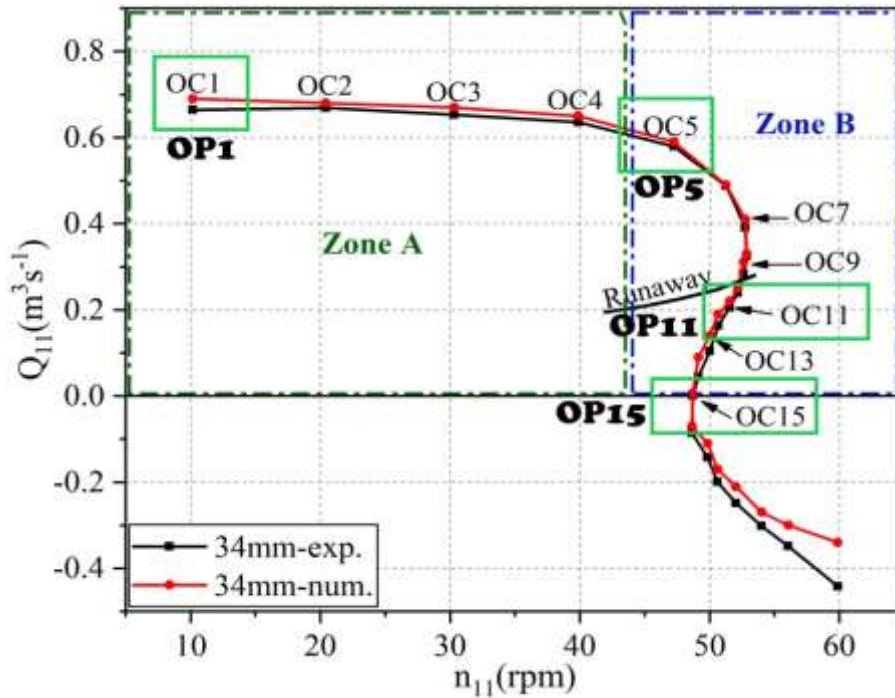 0.8
0.6
0.4
0.2
0.0
-0.2
-0.4
Q11(m³s⁻¹)
OC1
OC2
OC3
OC4
OC5
OP1
OP5
Zone A
Zone B
OC7
OC9
Runaway
OP11
OC11
OC13
OP15
OC15
34mm-exp.
34mm-num.
10
20
30
40
50
60
n11(rpm)